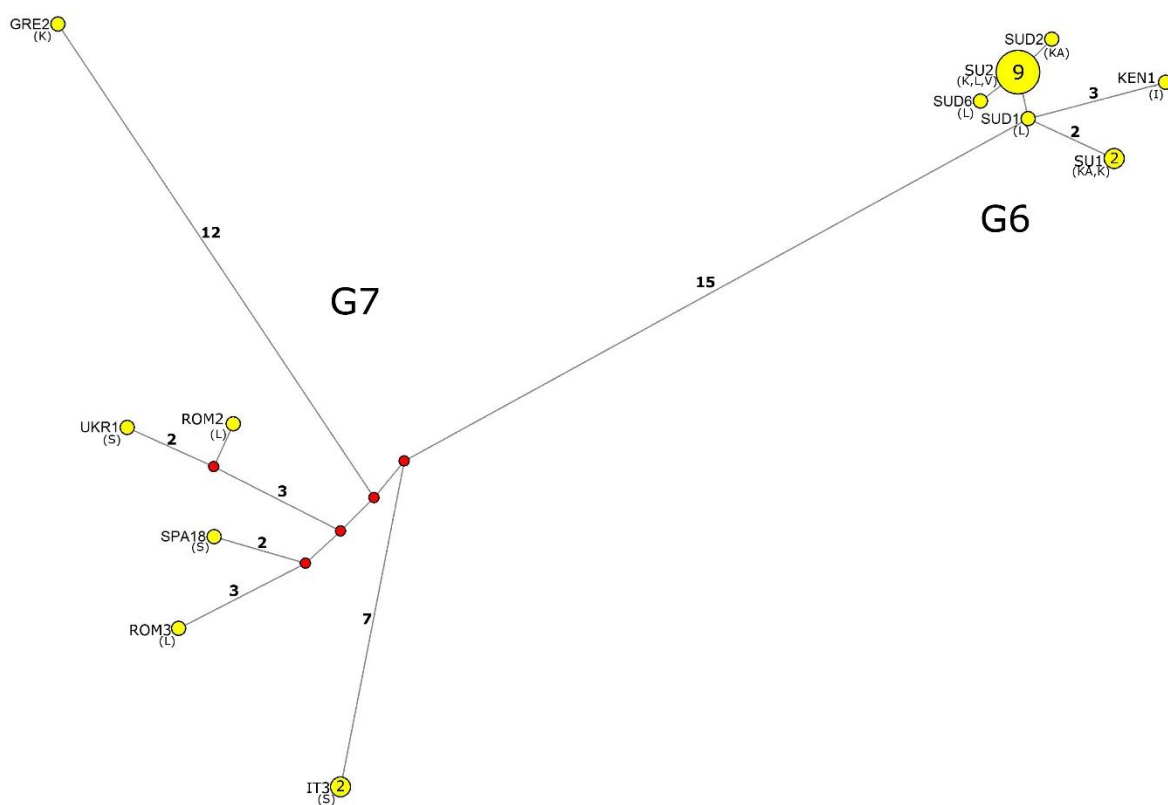 GRE2
(K)
SUD2
(KA)
SU2
(K,L,V)
9
KEN1
(I)
3
SUD6
(L)
SUD1
(L)
2
SU1
(KA,K)
2
G6
12
G7
15
UKR1
(S)
2
ROM2
(L)
3
SPA18
(S)
2
3
ROM3
(L)
7
IT3
(S)
2